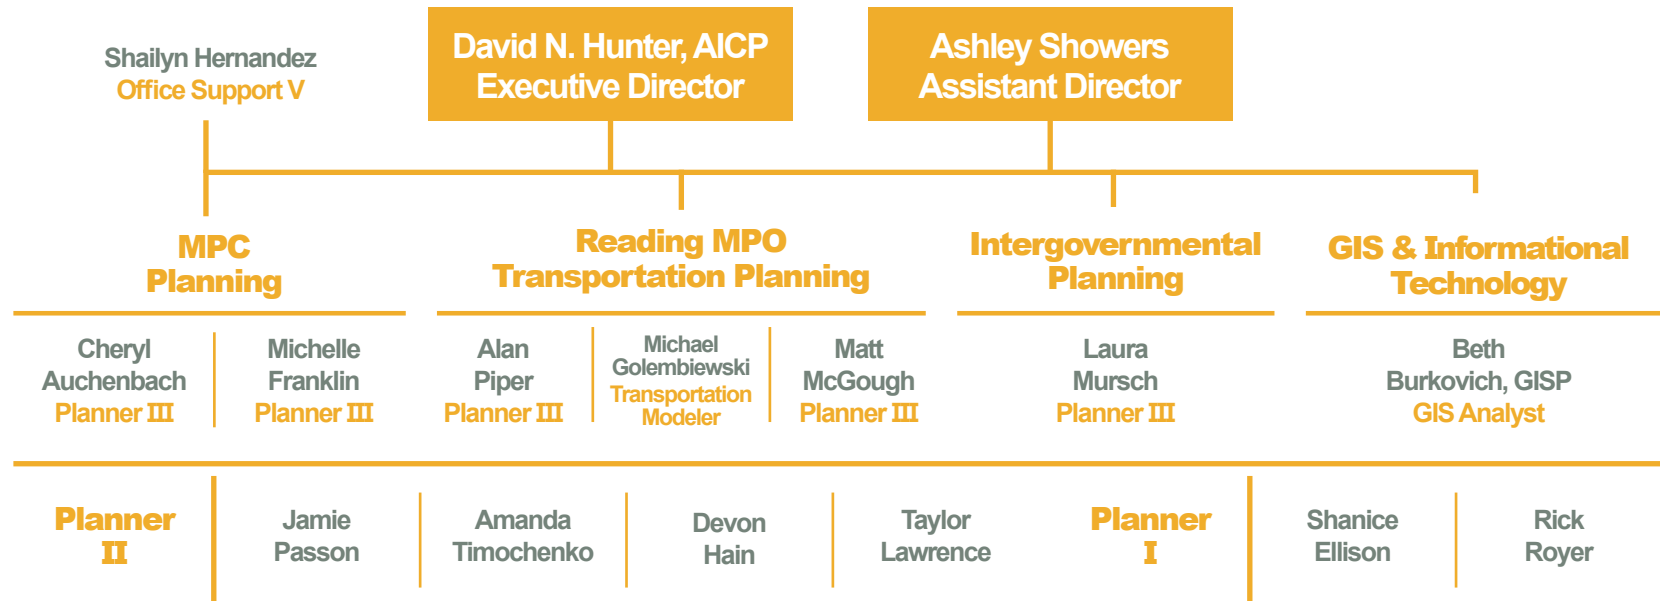 Shailyn Hernandez
Office Support V
David N. Hunter, AICP
Executive Director
Ashley Showers
Assistant Director
MPC
Planning
Reading MPO
Transportation Planning
Intergovernmental
Planning
GIS & Informational
Technology
Cheryl
Auchenbach
Planner III
Michelle
Franklin
Planner III
Alan
Piper
Planner III
Michael
Golembiewski
Transportation
Modeler
Matt
McGough
Planner III
Laura
Mursch
Planner III
Beth
Burkovich, GISP
GIS Analyst
Planner
II
Jamie
Passon
Amanda
Timochenko
Devon
Hain
Taylor
Lawrence
Planner
I
Shanice
Ellison
Rick
Royer